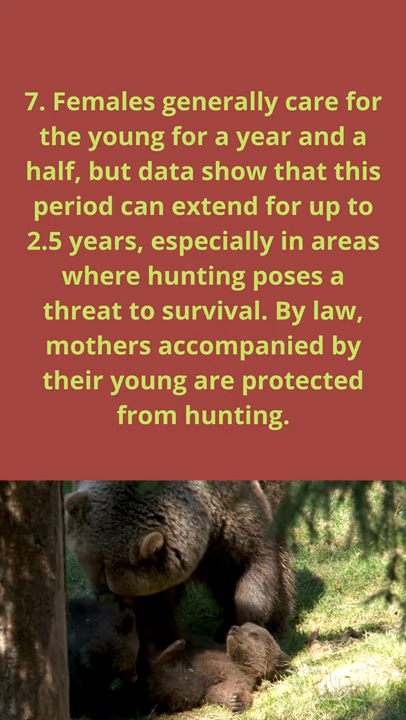 7. Females generally care for
the young for a year and a
half, but data show that this
period can extend for up to
2.5 years, especially in areas
where hunting poses a
threat to survival. By law,
mothers accompanied by
their young are protected
from hunting.